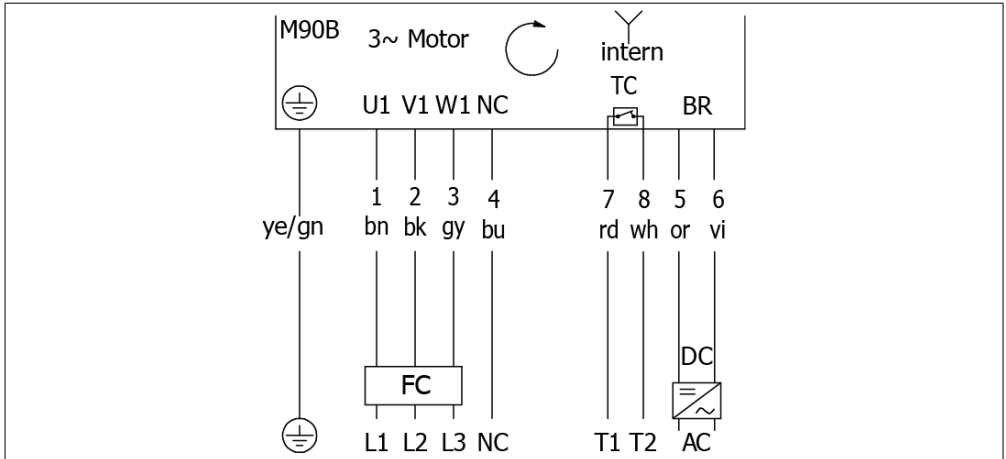 M90B
3~ Motor
intern
TC
U1 V1 W1 NC
BR
1 2 3 4 7 8 5 6
ye/gn bn bk gy bu rd wh or vi
DC
FC
L1 L2 L3 NC T1 T2 AC